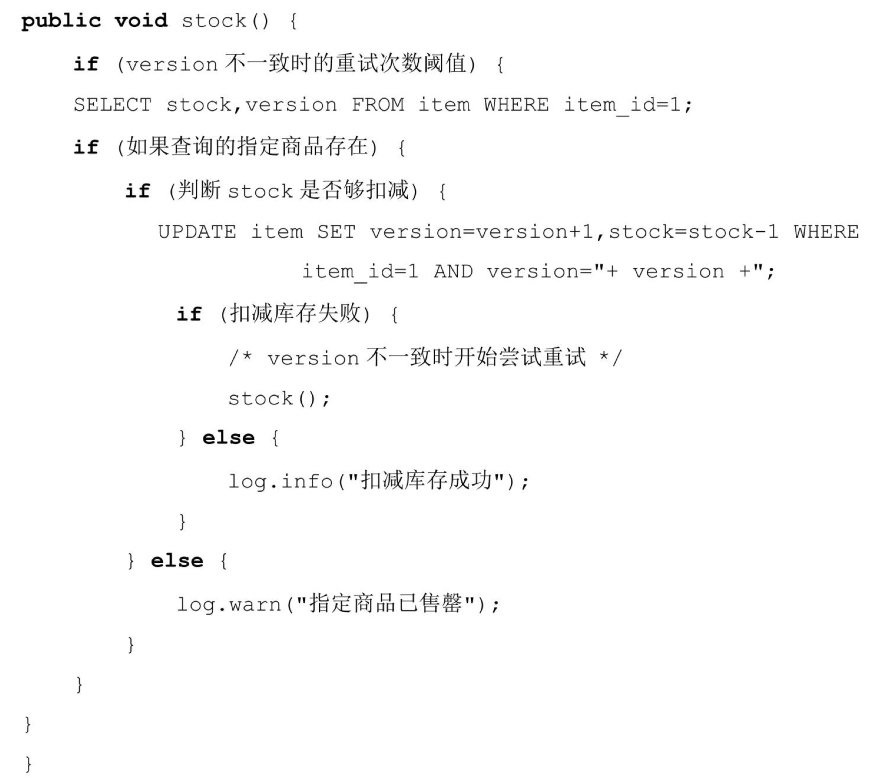 public void stock() {
if (version 不一致时的重试次数阈值) {
SELECT stock,version FROM item WHERE item_id=1;
if (如果查询的指定商品存在) {
if (判断 stock 是否够扣减) {
UPDATE item SET version=version+1,stock=stock-1 WHERE
item_id=1 AND version="+ version +";
if (扣减库存失败) {
/* version 不一致时开始尝试重试 */
stock();
} else {
log.info("扣减库存成功");
}
} else {
log.warn("指定商品已售罄");
}
}
}
}